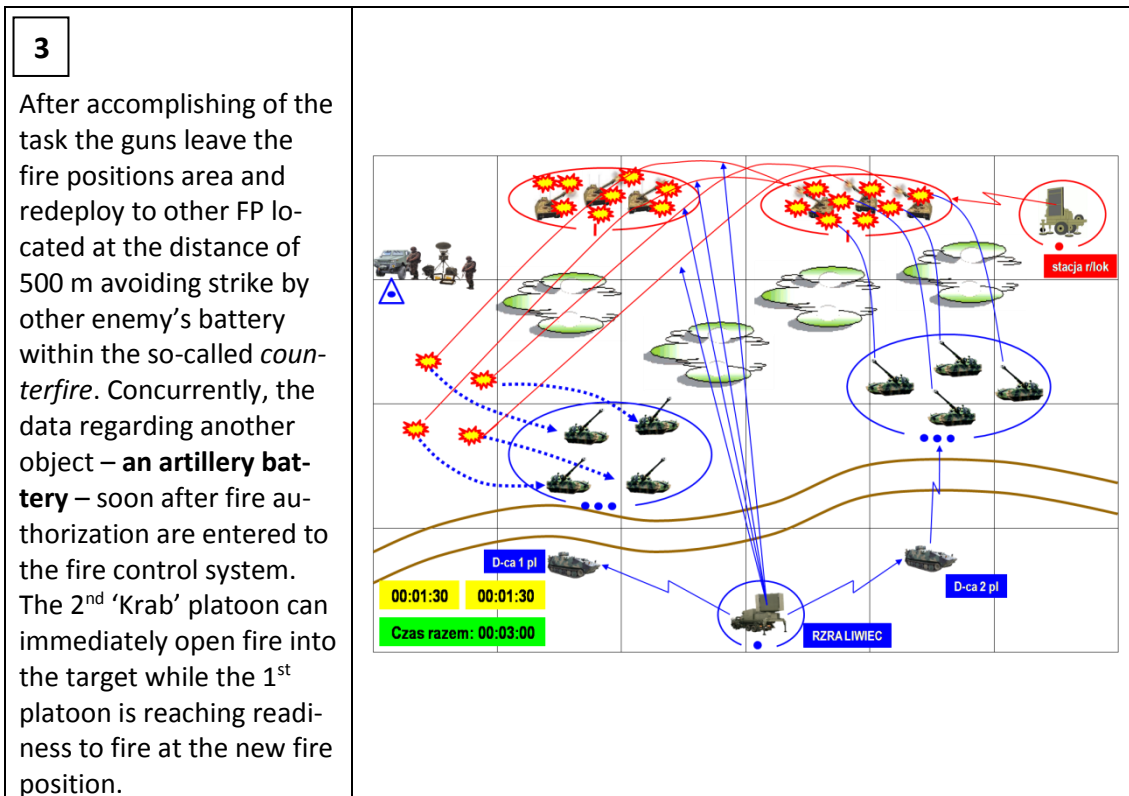 3
After accomplishing of the
task the guns leave the
fire positions area and
redeploy to other FP lo-
cated at the distance of
500 m avoiding strike by
other enemy’s battery
within the so-called coun-
terfire. Concurrently, the
data regarding another
object – an artillery bat-
tery – soon after fire au-
thorization are entered to
the fire control system.
The 2nd ‘Krab’ platoon can
immediately open fire into
the target while the 1st
platoon is reaching readi-
ness to fire at the new fire
position.
stacja r/lok
D-ca 1 pl
D-ca 2 pl
00:01:30 00:01:30
Czas razem: 00:03:00
RZRA LIWIEC